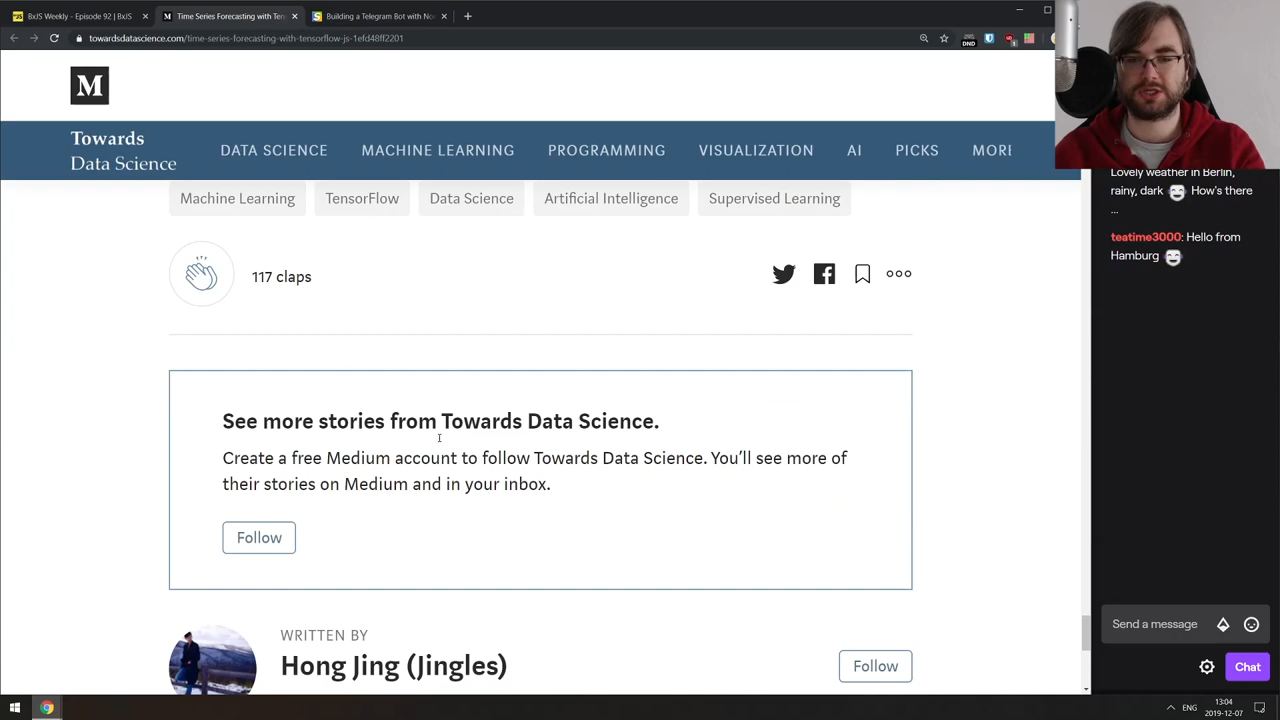 BxJS Weekly - Episode 92 | BxJS
Time Series Forecasting with Ten
Building a Telegram Bot with No
towardsdatascience.com/time-series-forecasting-with-tensorflow-js-1efd48ff2201
DND
1
M
Towards
Data Science
DATA SCIENCE
MACHINE LEARNING
PROGRAMMING
VISUALIZATION
AI
PICKS
MORE
Machine Learning
TensorFlow
Data Science
Artificial Intelligence
Supervised Learning
117 claps
See more stories from Towards Data Science.
Create a free Medium account to follow Towards Data Science. You'll see more of
their stories on Medium and in your inbox.
Follow
WRITTEN BY
Hong Jing (Jingles)
Follow
Lovely weather in Berlin,
rainy, dark How's there
...
teatime3000: Hello from
Hamburg
Send a message
Chat
ENG
13:04
2019-12-07